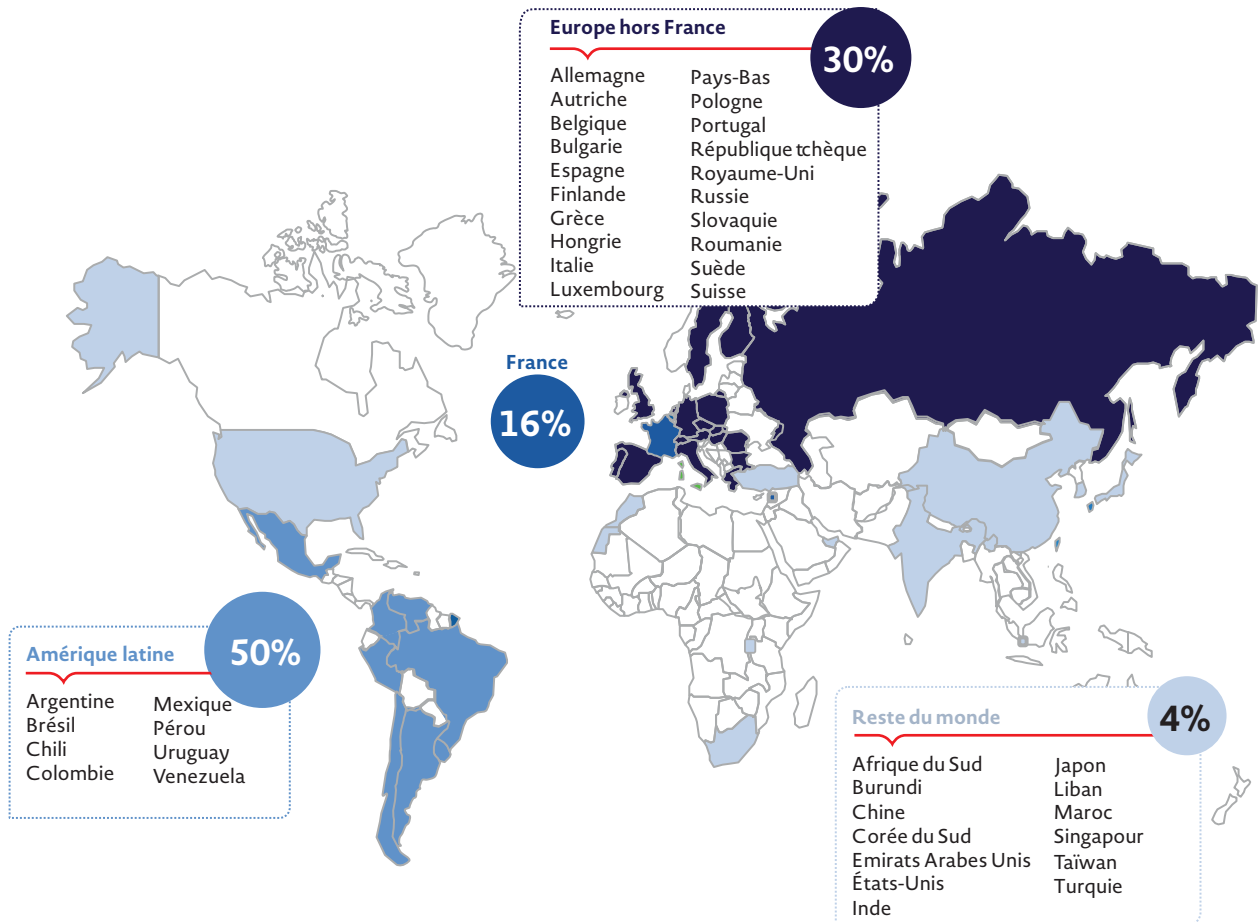 Europe hors France
30%
Allemagne
Autriche
Belgique
Bulgarie
Espagne
Finlande
Grèce
Hongrie
Italie
Luxembourg
Pays-Bas
Pologne
Portugal
République tchèque
Royaume-Uni
Russie
Slovaquie
Roumanie
Suède
Suisse
France
16%
Amérique latine
50%
Argentine
Brésil
Chili
Colombie
Mexique
Pérou
Uruguay
Venezuela
Reste du monde
4%
Afrique du Sud
Burundi
Chine
Corée du Sud
Emirats Arabes Unis
États-Unis
Inde
Japon
Liban
Maroc
Singapour
Taïwan
Turquie